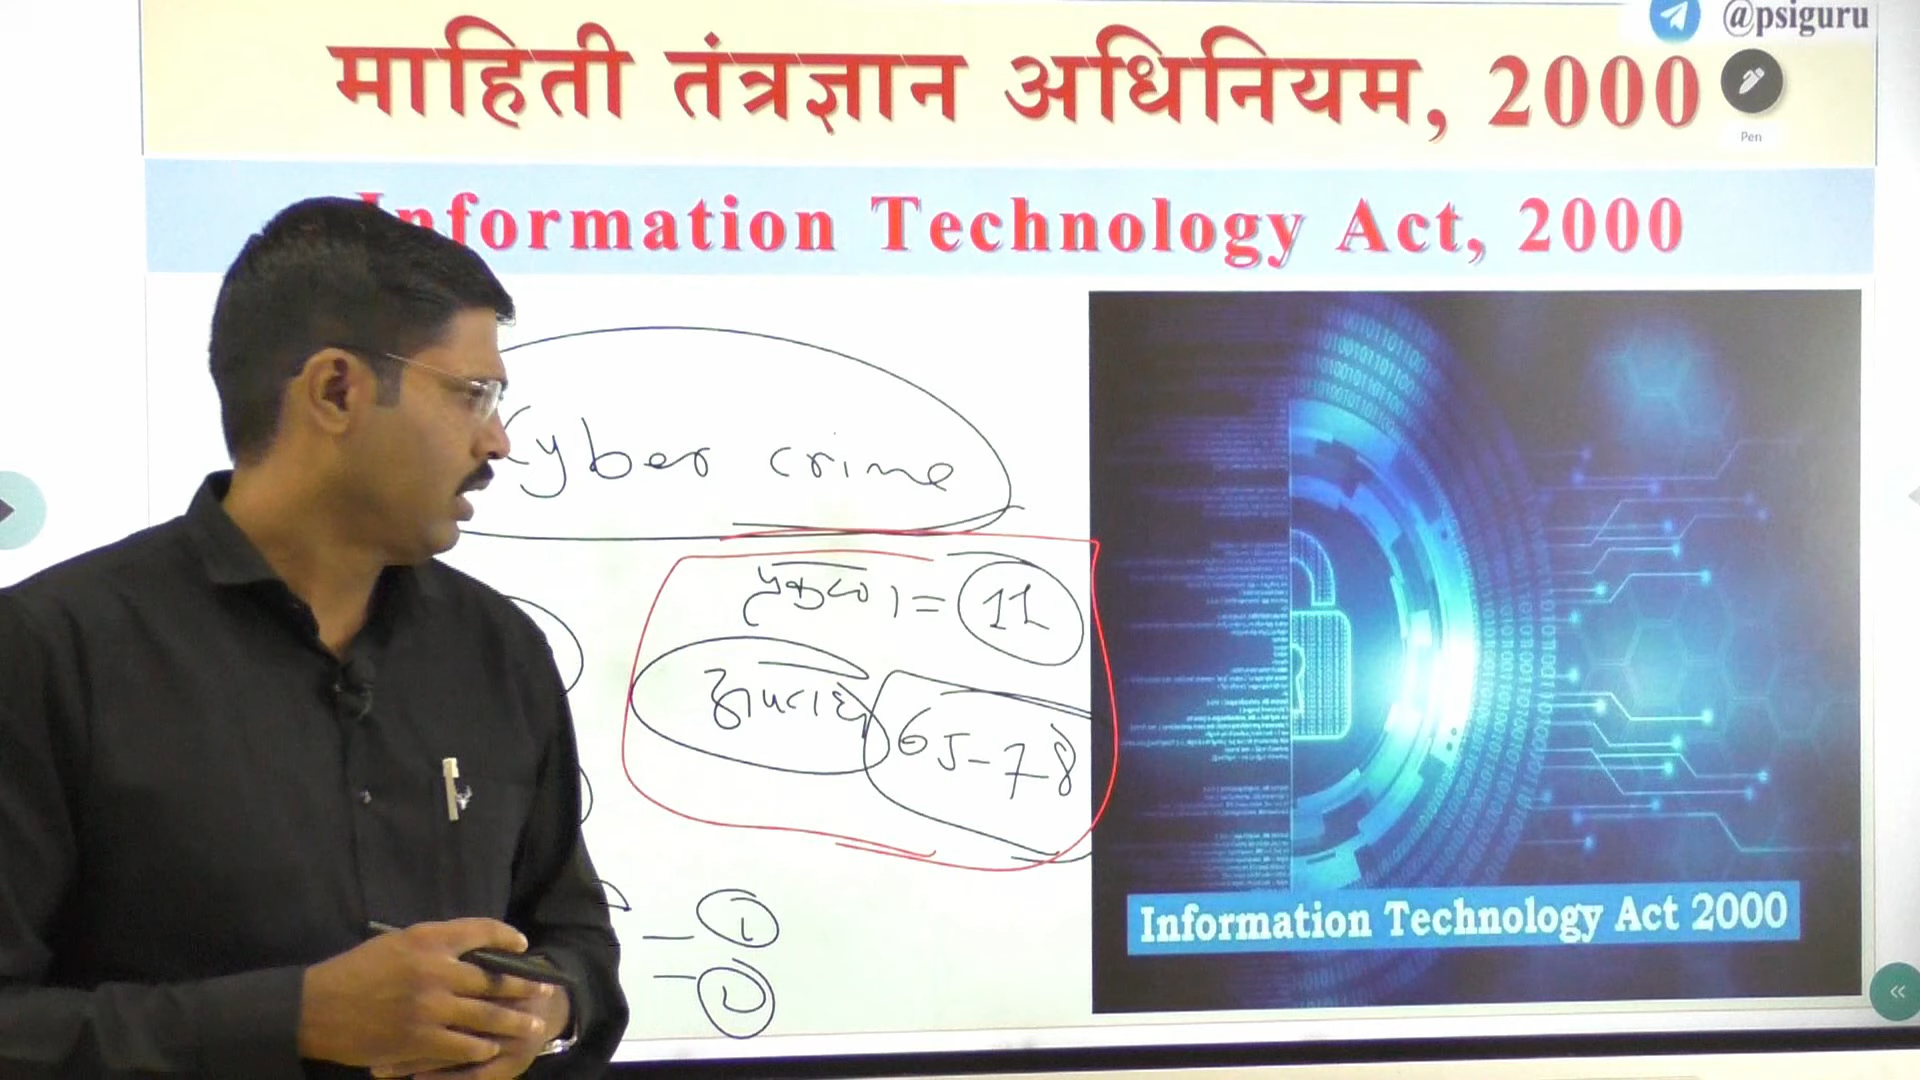 @psiguru
माहिती तंत्रज्ञान अधिनियम, 2000
Pen
Information Technology Act, 2000
Cyber crime
प्रकरण = 11
अपराध 65-78
Information Technology Act 2000